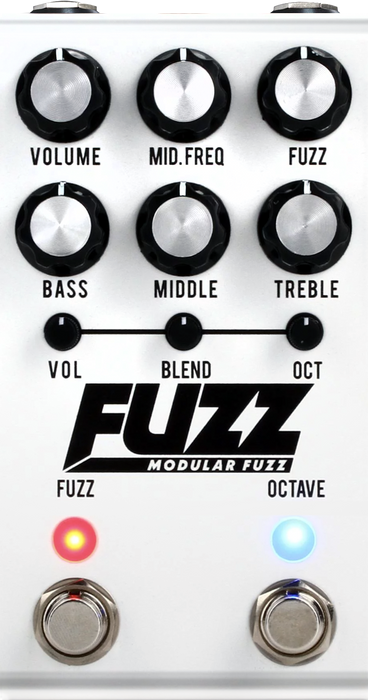 VOLUME MID.FREQ FUZZ
BASS MIDDLE TREBLE
VOL BLEND OCT
FUZZ
MODULAR FUZZ
FUZZ OCTAVE